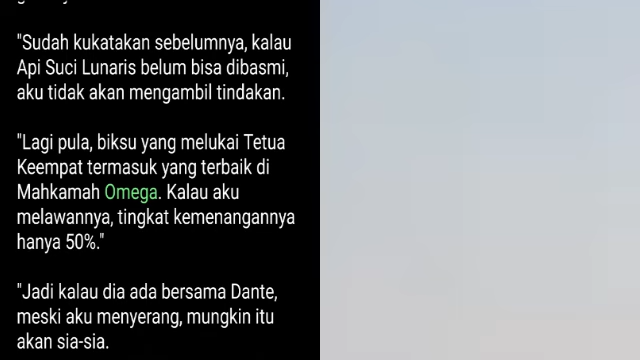 "Sudah kukatakan sebelumnya, kalau
Api Suci Lunaris belum bisa dibasmi,
aku tidak akan mengambil tindakan.
"Lagi pula, biksu yang melukai Tetua
Keempat termasuk yang terbaik di
Mahkamah Omega. Kalau aku
melawannya, tingkat kemenangannya
hanya 50%."
"Jadi kalau dia ada bersama Dante,
meski aku menyerang, mungkin itu
akan sia-sia.